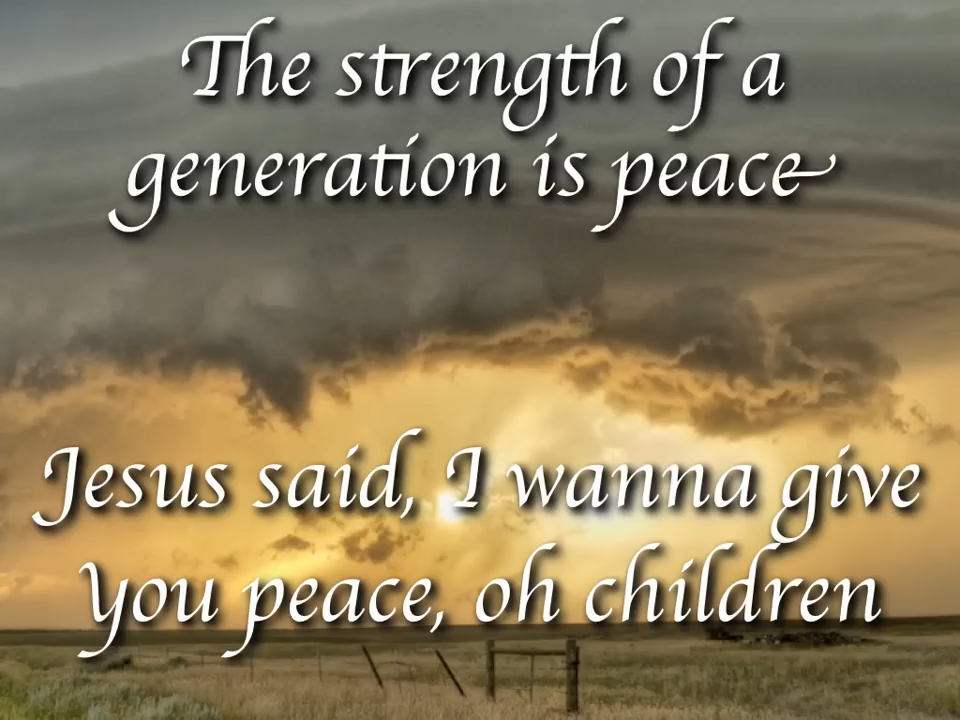 The strength of a
generation is peace
Jesus said, I wanna give
You peace, oh children